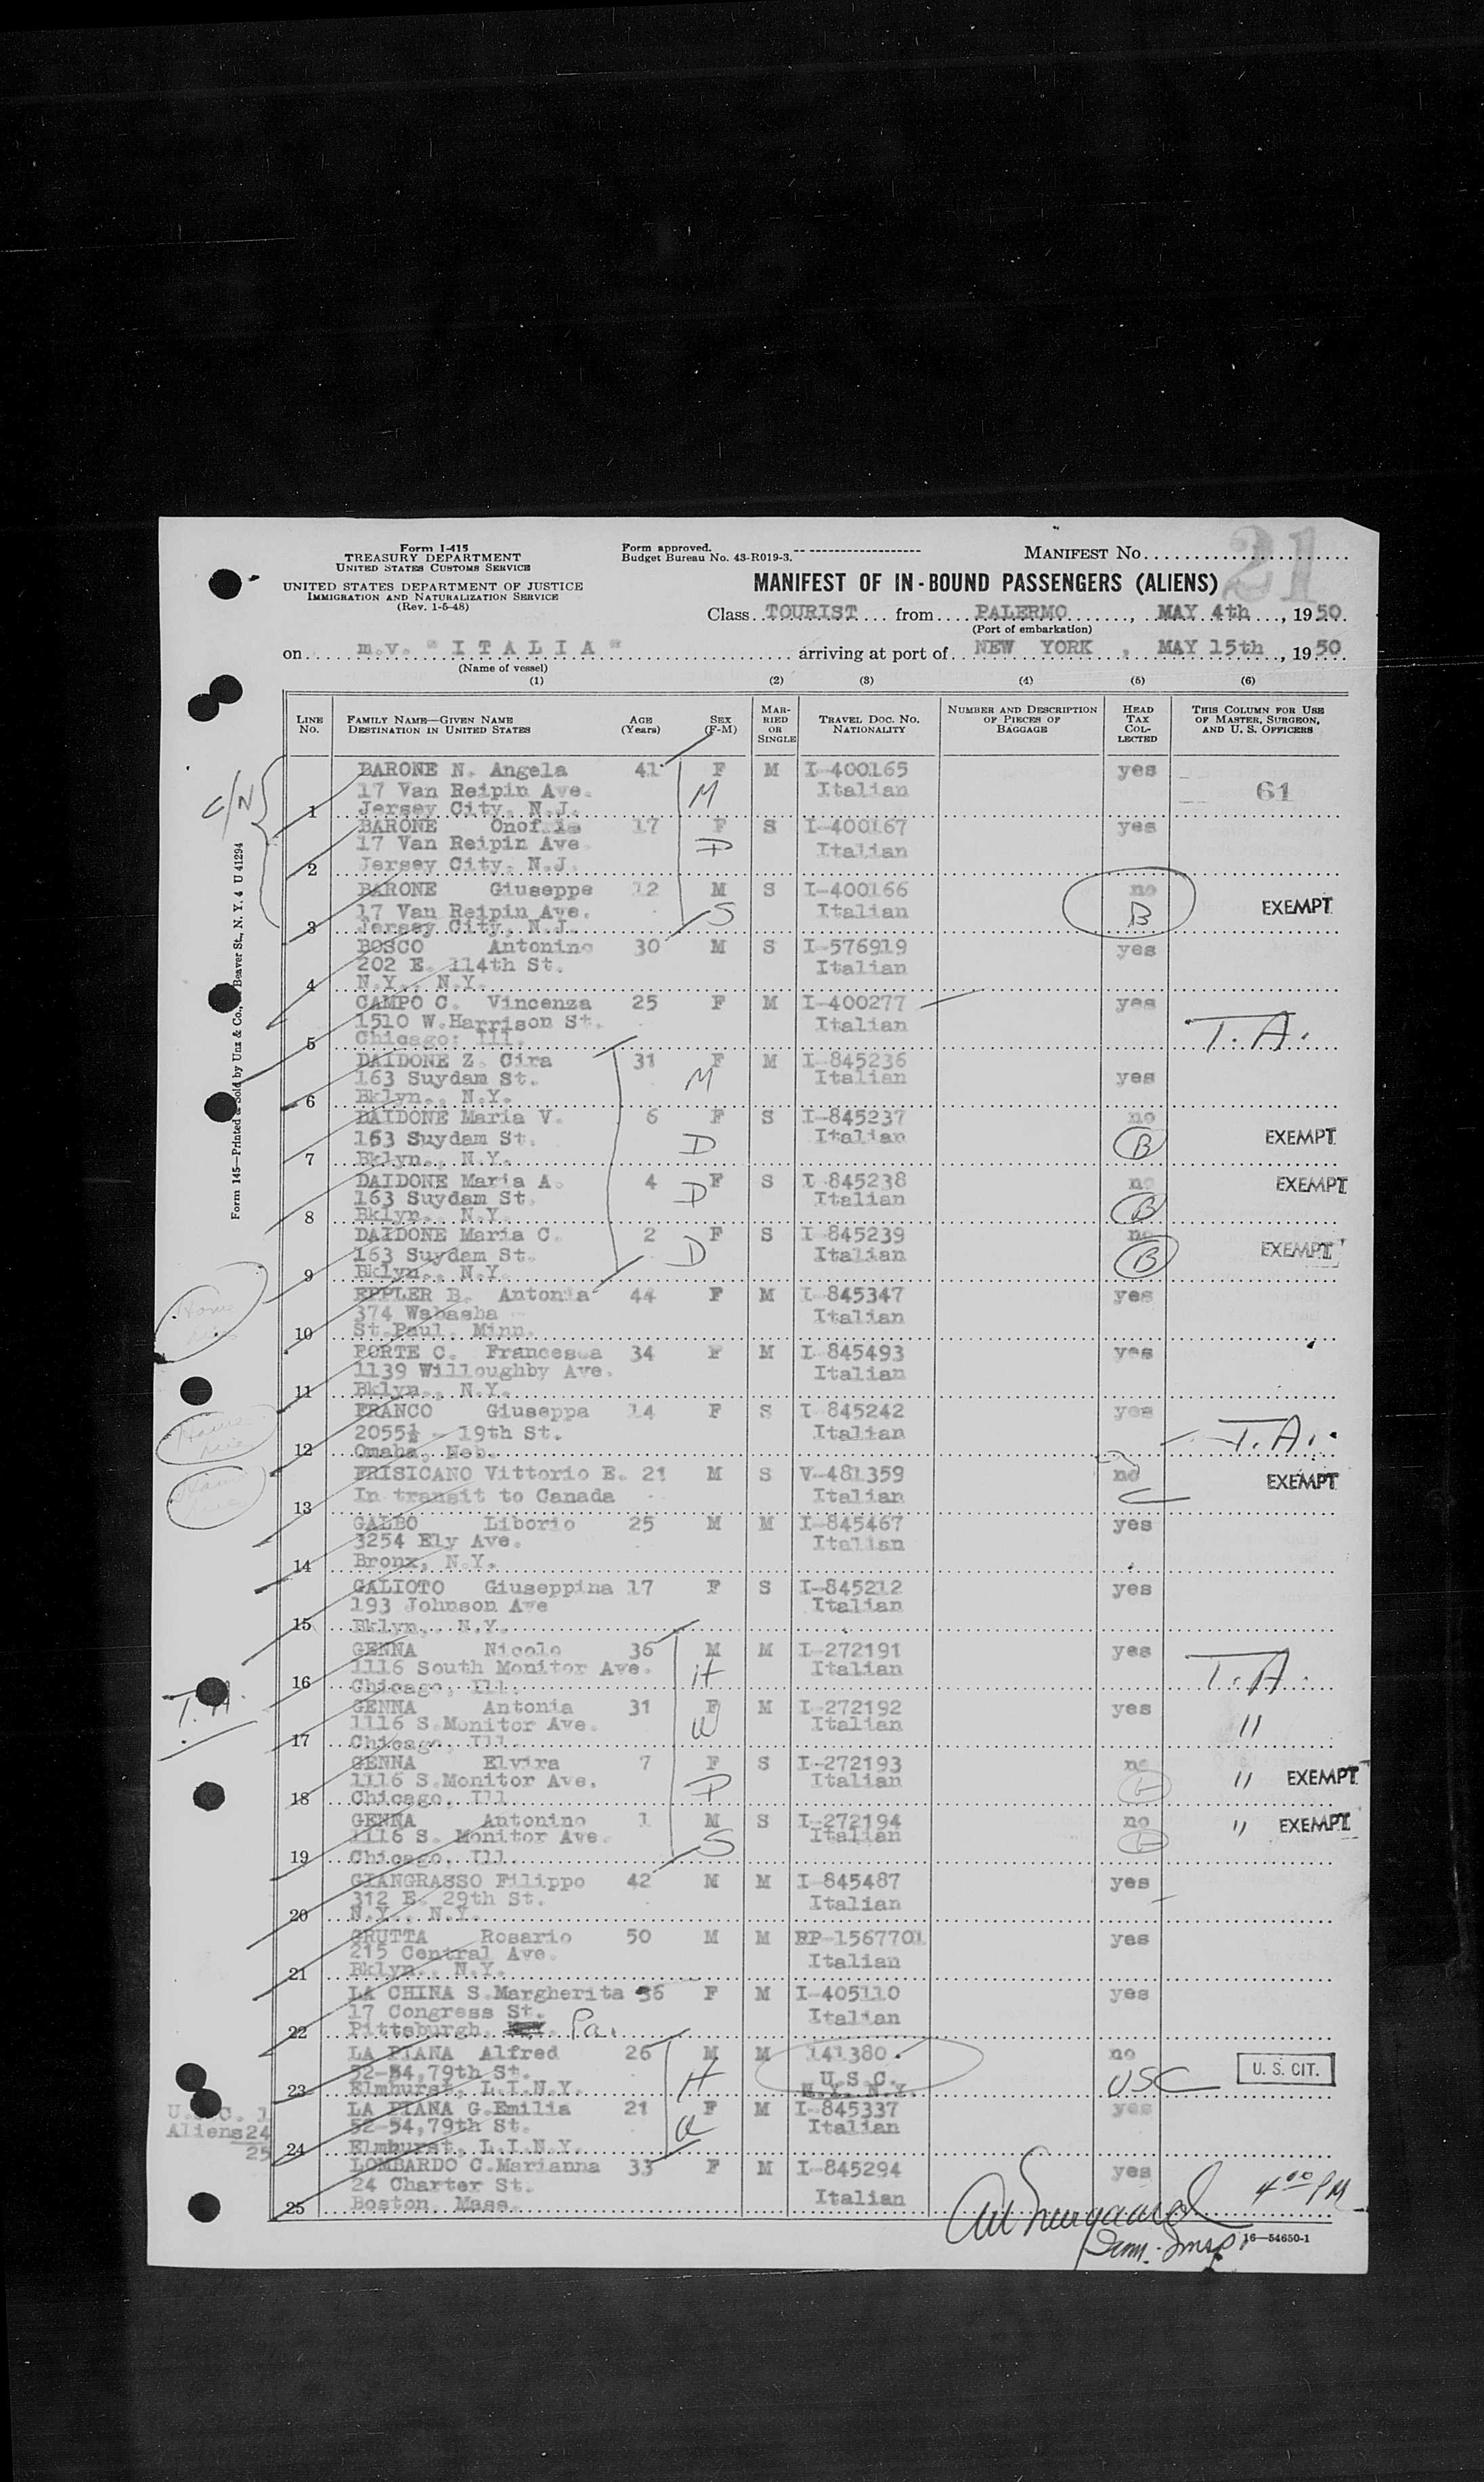 Form I-415
TREASURY DEPARTMENT
UNITED STATES CUSTOMS SERVICE
UNITED STATES DEPARTMENT OF JUSTICE
IMMIGRATION AND NATURALIZATION SERVICE
(Rev. 1-5-48)
Form approved.
Budget Bureau No. 43-R019-3.
MANIFEST No.
21
MANIFEST OF IN-BOUND PASSENGERS (ALIENS)
Class TOURIST from PALERMO, MAY 4th, 1950
(Port of embarkation)
on m.v. "ITALIA" arriving at port of NEW YORK, MAY 15th, 1950
(Name of vessel)
(1) (2) (3) (4) (5) (6)
LINE No. FAMILY NAME—GIVEN NAME DESTINATION IN UNITED STATES AGE (Years) SEX (F-M) MARRIED OR SINGLE TRAVEL DOC. No. NATIONALITY NUMBER AND DESCRIPTION OF PIECES OF BAGGAGE HEAD TAX COLLECTED THIS COLUMN FOR USE OF MASTER, SURGEON, AND U. S. OFFICERS
C/N
BARONE N. Angela 41 F M I-400165 yes
17 Van Reipin Ave. M Italian 61
1 Jersey City, N.J.
BARONE 17 F S I-400167 yes
17 Van Reipin Ave D Italian
2 Jersey City, N.J.
BARONE Giuseppe 12 M S I-400166 no
17 Van Reipin Ave. S Italian B EXEMPT
3 Jersey City, N.J.
BOSCO Antonino 30 M S I-576919 yes
202 E. 114th St. Italian
4 N.Y., N.Y.
CAMPO C. Vincenza 25 F M I-400277 yes
1510 W.Harrison St. Italian T.A.
5 Chicago: Ill.
DAIDONE Z. Cira 31 F M I-845236
163 Suydam St. M Italian yes
6 Bklyn., N.Y.
DAIDONE Maria V. 6 F S I-845237 no
163 Suydam St. D Italian B EXEMPT
7 Bklyn., N.Y.
DAIDONE Maria A. 4 F S I 845238 no EXEMPT
163 Suydam St. D Italian B
8 Bklyn., N.Y.
DAIDONE Maria C. 2 F S I 845239 no
163 Suydam St. D Italian B EXEMPT
9 Bklyn., N.Y.
EPPLER B. Antonia 44 F M I 845347 yes
374 Wabasha Italian
10 St.Paul, Minn.
FORTE C. Francesca 34 F M I 845493 yes
1139 Willoughby Ave. Italian
11 Bklyn., N.Y.
FRANCO Giuseppa 14 F S I 845242 yes
2055½ - 19th St. Italian T.A.
12 Omaha, Neb.
FRISICANO Vittorio E. 21 M S V-481359 no EXEMPT
In transit to Canada Italian
13
GALBO Liborio 25 M M I-845467 yes
3254 Ely Ave. Italian
14 Bronx, N.Y.
GALIOTO Giuseppina 17 F S I-845212 yes
193 Johnson Ave Italian
15 Bklyn., N.Y.
GENNA Nicolo 36 M M I-272191 yes
1116 South Monitor Ave. H Italian T.A.
16 Chicago, Ill.
T.A.
GENNA Antonia 31 F M I-272192 yes
1116 S.Monitor Ave. W Italian "
17 Chicago, Ill.
GENNA Elvira 7 F S I-272193 no
1116 S.Monitor Ave. D Italian " EXEMPT
18 Chicago, Ill
GENNA Antonino 1 M S I-272194 no " EXEMPT
1116 S. Monitor Ave. S Italian
19 Chicago, Ill.
GIANGRASSO Filippo 42 M M I-845487 yes
312 E. 29th St. Italian
20 N.Y., N.Y.
GRUTTA Rosario 50 M M RP-1567701 yes
215 Central Ave. Italian
21 Bklyn., N.Y.
LA CHINA S.Margherita 36 F M I-405110 yes
17 Congress St. Italian
22 Pittsburgh, Pa.
LA PIANA Alfred 26 M M 141380 no
52-54,79th St. H U.S.C. USC U. S. CIT.
23 Elmhurst, L.I.N.Y. N.Y. N.Y.
LA PIANA G.Emilia 21 F M I-845337 yes
52-54,79th St. W Italian
24 Elmhurst, L.I.N.Y.
Aliens 24
25
LOMBARDO C.Marianna 33 F M I-845294 yes
24 Charter St. Italian 4 00 PM
25 Boston, Mass.
16—54650-1